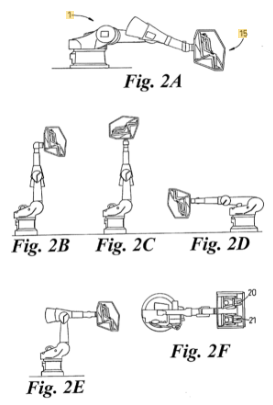 1
15
Fig. 2A
Fig. 2B
Fig. 2C
Fig. 2D
20
21
Fig. 2E
Fig. 2F